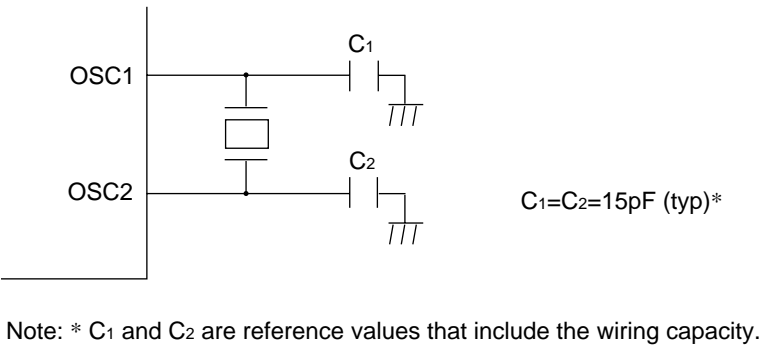 C1
OSC1
C2
OSC2
C1=C2=15pF (typ)*
Note: * C1 and C2 are reference values that include the wiring capacity.